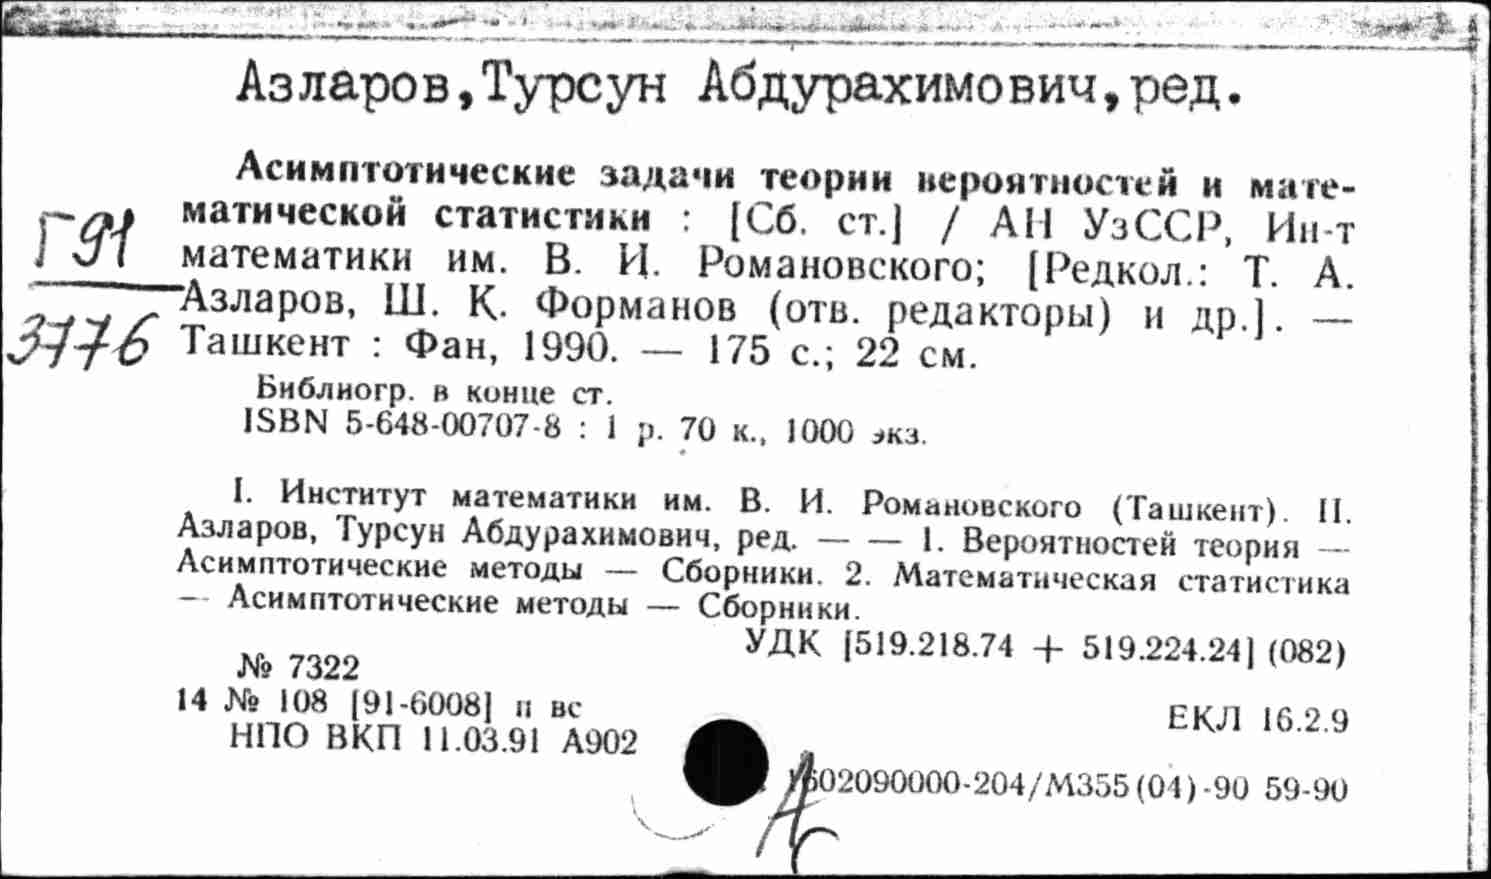 Азларов,Турсун Абдурахимович,ред.
Асимптотические задачи теории вероятностей и мате-
матической статистики : [Сб. ст.] / АН УзССР, Ин-т
математики им. В. И. Романовского; [Редкол.: Т. А.
Азларов, Ш. К. Форманов (отв. редакторы) и др.]. —
Ташкент : Фан, 1990. — 175 с.; 22 см.
Г91
3776
Библиогр. в конце ст.
ISBN 5-648-00707-8 : 1 р. 70 к., 1000 экз.
I. Институт математики им. В. И. Романовского (Ташкент). II.
Азларов, Турсун Абдурахимович, ред. — — 1. Вероятностей теория —
Асимптотические методы — Сборники. 2. Математическая статистика
— Асимптотические методы — Сборники.
УДК [519.218.74 + 519.224.24] (082)
№ 7322
14 № 108 [91-6008] п вс
ЕКЛ 16.2.9
НПО ВКП 11.03.91 А902
1602090000-204/М355(04)-90 59-90